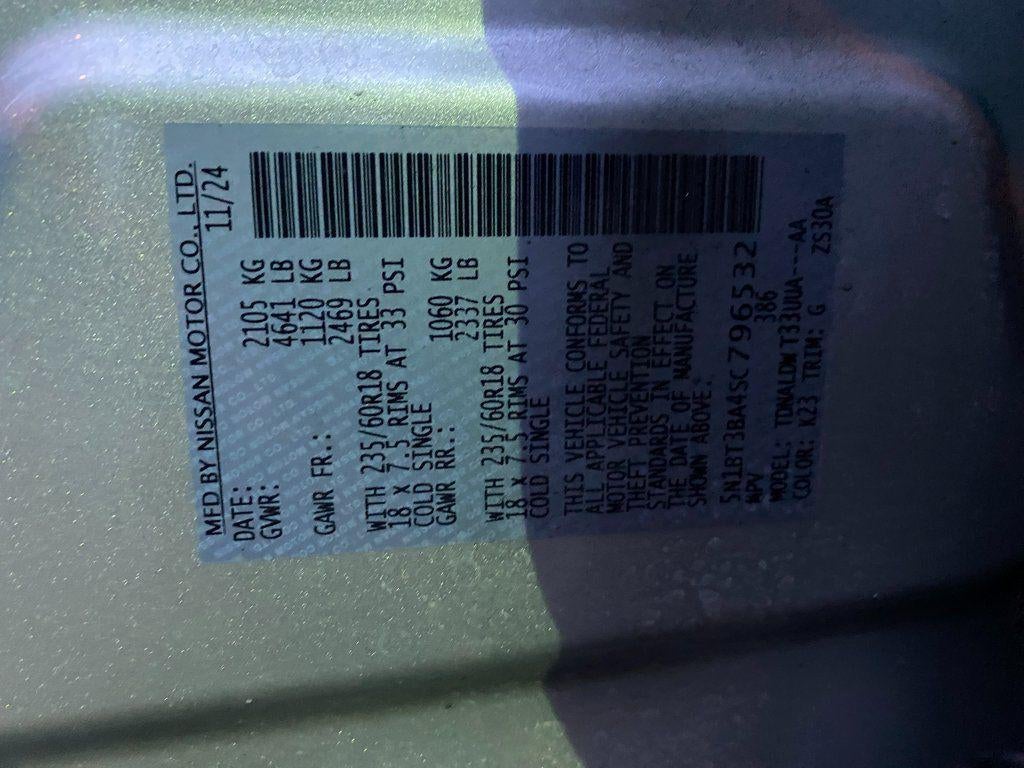 MFD BY NISSAN MOTOR CO., LTD.
DATE: 11/24
GVWR: 2105 KG
4641 LB
GAWR FR.: 1120 KG
2469 LB
WITH 235/60R18 TIRES
18 X 7.5 RIMS AT 33 PSI
COLD SINGLE
GAWR RR.: 1060 KG
2337 LB
WITH 235/60R18 TIRES
18 X 7.5 RIMS AT 30 PSI
COLD SINGLE
THIS VEHICLE CONFORMS TO
ALL APPLICABLE FEDERAL
MOTOR VEHICLE SAFETY AND
THEFT PREVENTION
STANDARDS IN EFFECT ON
THE DATE OF MANUFACTURE
SHOWN ABOVE.
5N1BT3BA4SC796532
MPV 386
MODEL: TDNALDW T33UUA---AA
COLOR: K23 TRIM: G ZS30A